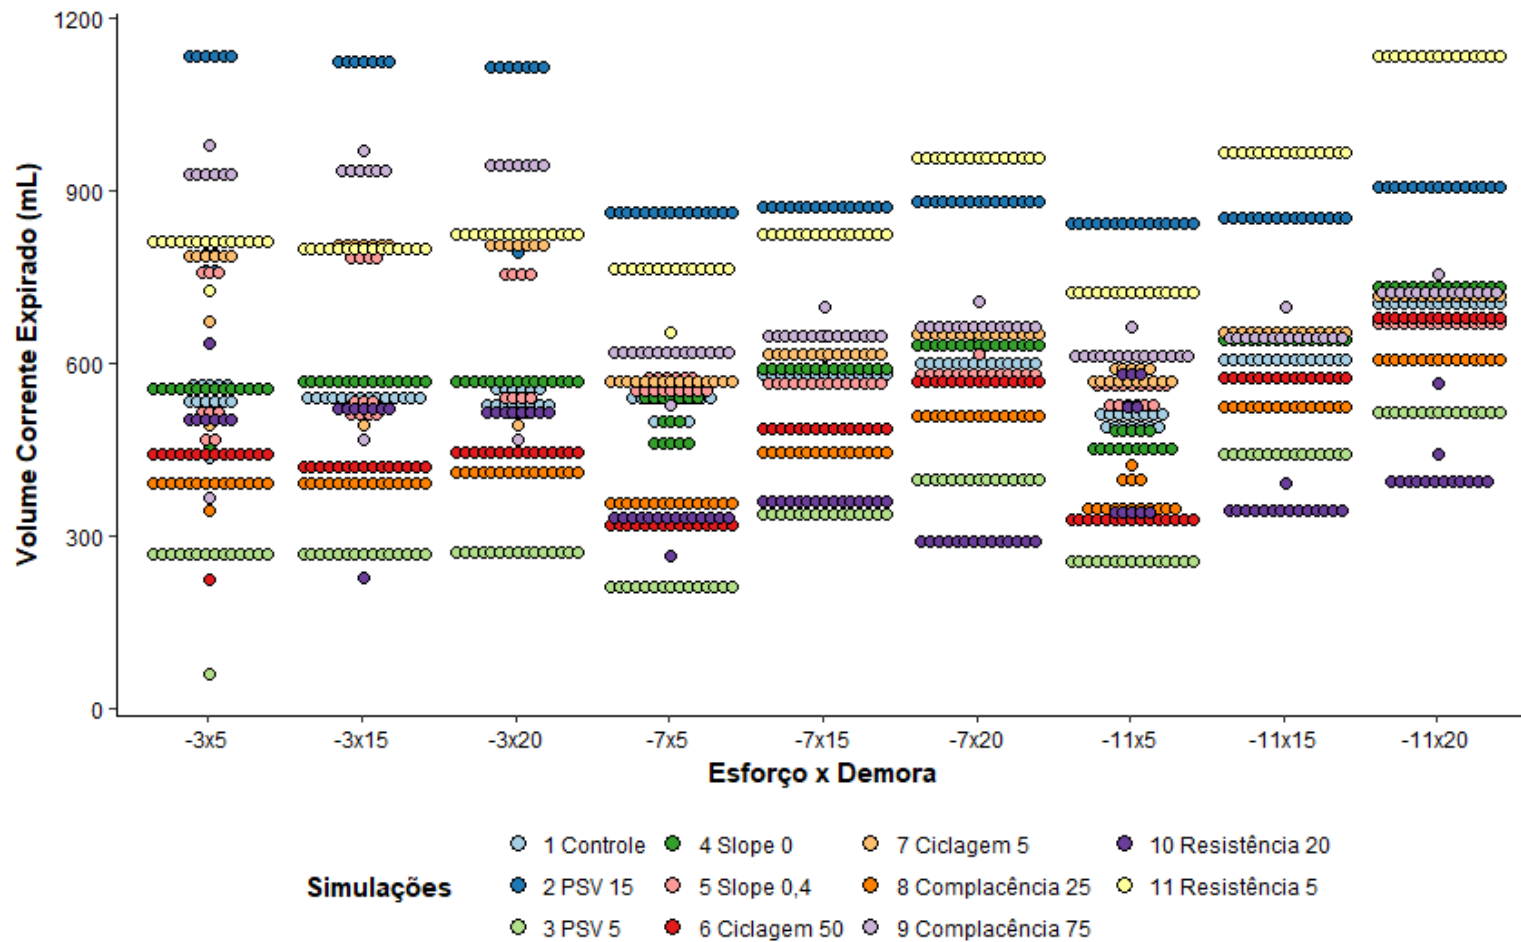 Volume Corrente Expirado (mL)
1200
900
600
300
0
-3x5 -3x15 -3x20 -7x5 -7x15 -7x20 -11x5 -11x15 -11x20
Esforço x Demora
Simulações
1 Controle 4 Slope 0 7 Ciclagem 5 10 Resistência 20
2 PSV 15 5 Slope 0,4 8 Complacência 25 11 Resistência 5
3 PSV 5 6 Ciclagem 50 9 Complacência 75